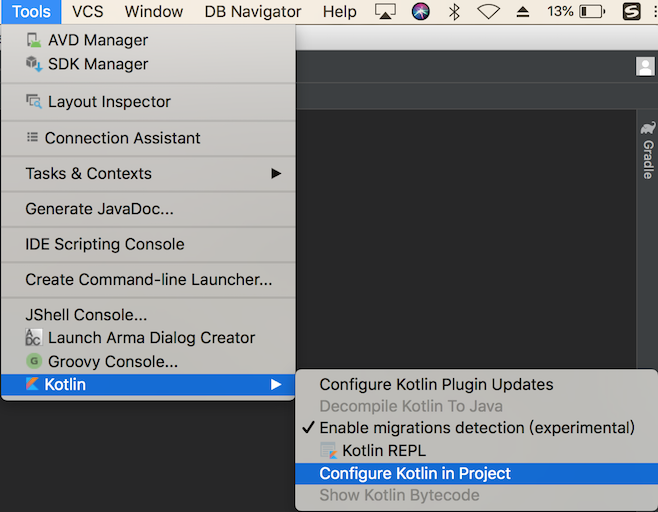 Tools VCS Window DB Navigator Help 13% S
AVD Manager
SDK Manager
Layout Inspector
Connection Assistant
Tasks & Contexts
Generate JavaDoc...
IDE Scripting Console
Create Command-line Launcher...
JShell Console...
ADC Launch Arma Dialog Creator
G Groovy Console...
Kotlin
Configure Kotlin Plugin Updates
Decompile Kotlin To Java
Enable migrations detection (experimental)
Kotlin REPL
Configure Kotlin in Project
Show Kotlin Bytecode
Gradle